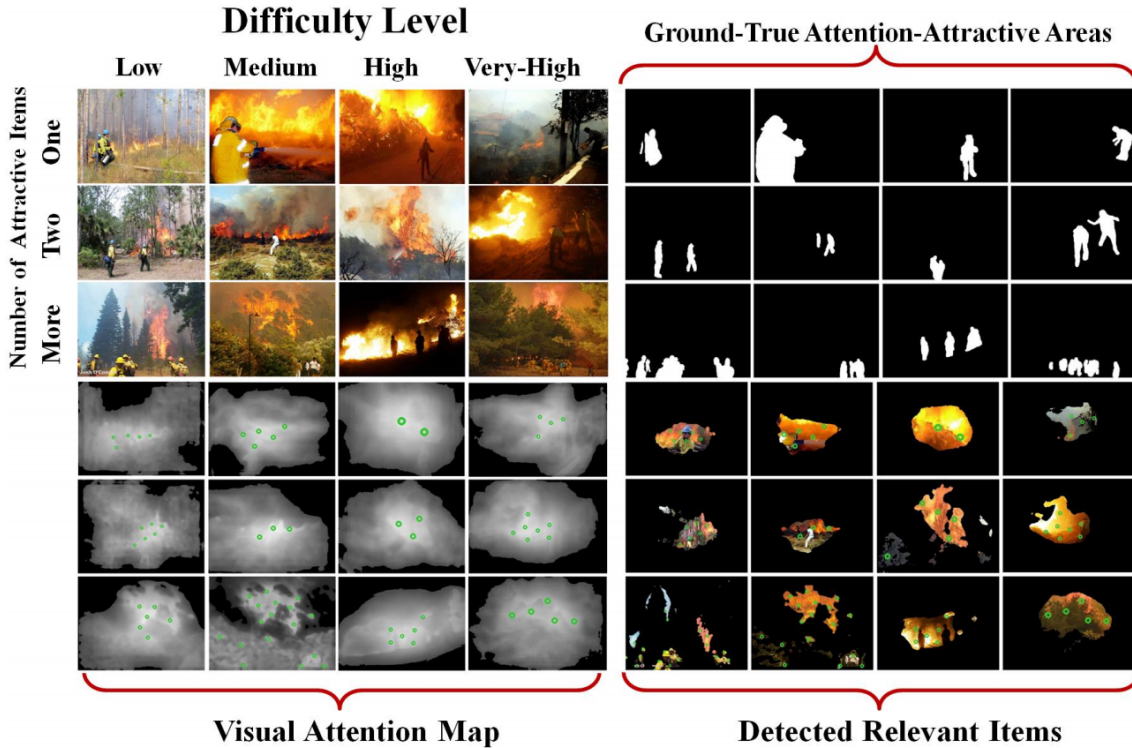 Difficulty Level
Ground-True Attention-Attractive Areas
Low Medium High Very-High
Number of Attractive Items
One
Two
More
Visual Attention Map
Detected Relevant Items